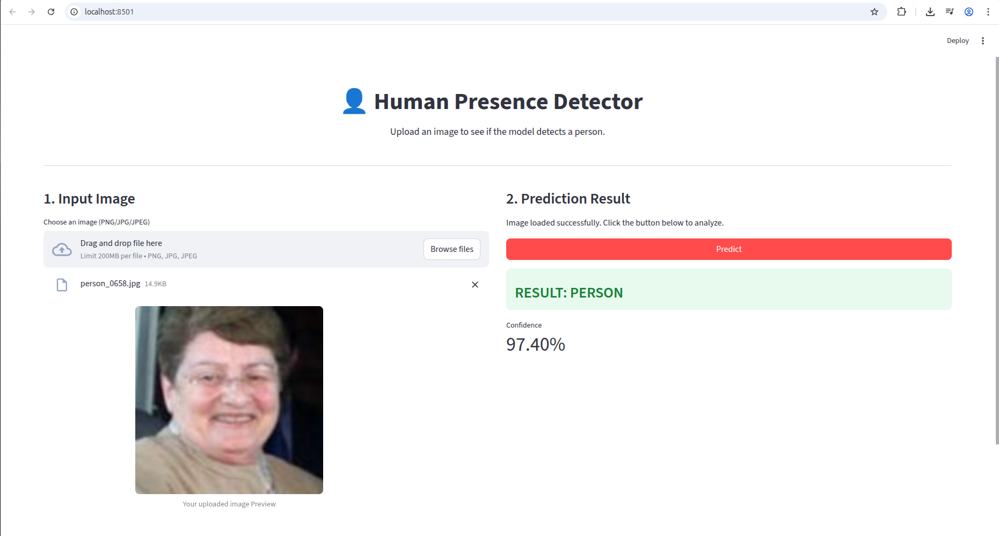 localhost:8501
Deploy
Human Presence Detector
Upload an image to see if the model detects a person.
1. Input Image
Choose an image (PNG/JPG/JPEG)
Drag and drop file here
Limit 200MB per file • PNG, JPG, JPEG
Browse files
person_0658.jpg 14.9KB
Your uploaded image Preview
2. Prediction Result
Image loaded successfully. Click the button below to analyze.
Predict
RESULT: PERSON
Confidence
97.40%